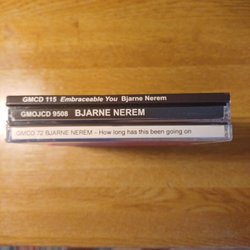 GMCD 115 Embraceable You Bjarne Nerem
GMOJCD 9508 BJARNE NEREM
GMCD 72 BJARNE NEREM - How long has this been going on